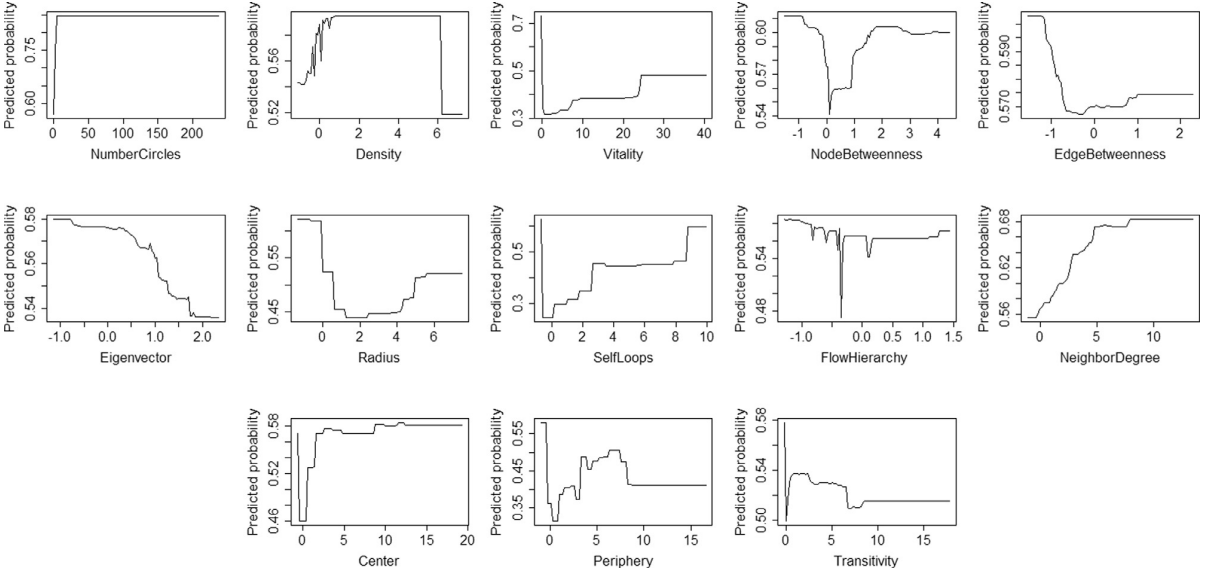 Predicted probability
0.60 0.75
0 50 100 150 200
NumberCircles
Predicted probability
0.52 0.56
0 2 4 6
Density
Predicted probability
0.3 0.5 0.7
0 10 20 30 40
Vitality
Predicted probability
0.54 0.57 0.60
-1 0 1 2 3 4
NodeBetweenness
Predicted probability
0.570 0.590
-1 0 1 2
EdgeBetweenness
Predicted probability
0.54 0.56 0.58
-1.0 0.0 1.0 2.0
Eigenvector
Predicted probability
0.45 0.55
0 2 4 6
Radius
Predicted probability
0.3 0.5
0 2 4 6 8 10
SelfLoops
Predicted probability
0.48 0.54
-1.0 0.0 0.5 1.0 1.5
FlowHierarchy
Predicted probability
0.56 0.62 0.68
0 5 10
NeighborDegree
Predicted probability
0.46 0.52 0.58
0 5 10 15 20
Center
Predicted probability
0.35 0.45 0.55
0 5 10 15
Periphery
Predicted probability
0.50 0.54 0.58
0 5 10 15
Transitivity